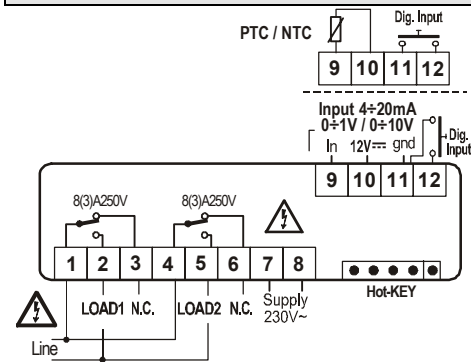 PTC / NTC
Dig. Input
9 10 11 12
Input 4÷20mA
0÷1V / 0÷10V
In 12V⎓ gnd
Dig.
Input
9 10 11 12
8(3)A250V 8(3)A250V
1 2 3 4 5 6 7 8
Hot-KEY
LOAD1 N.C. LOAD2 N.C. Supply
230V~
Line